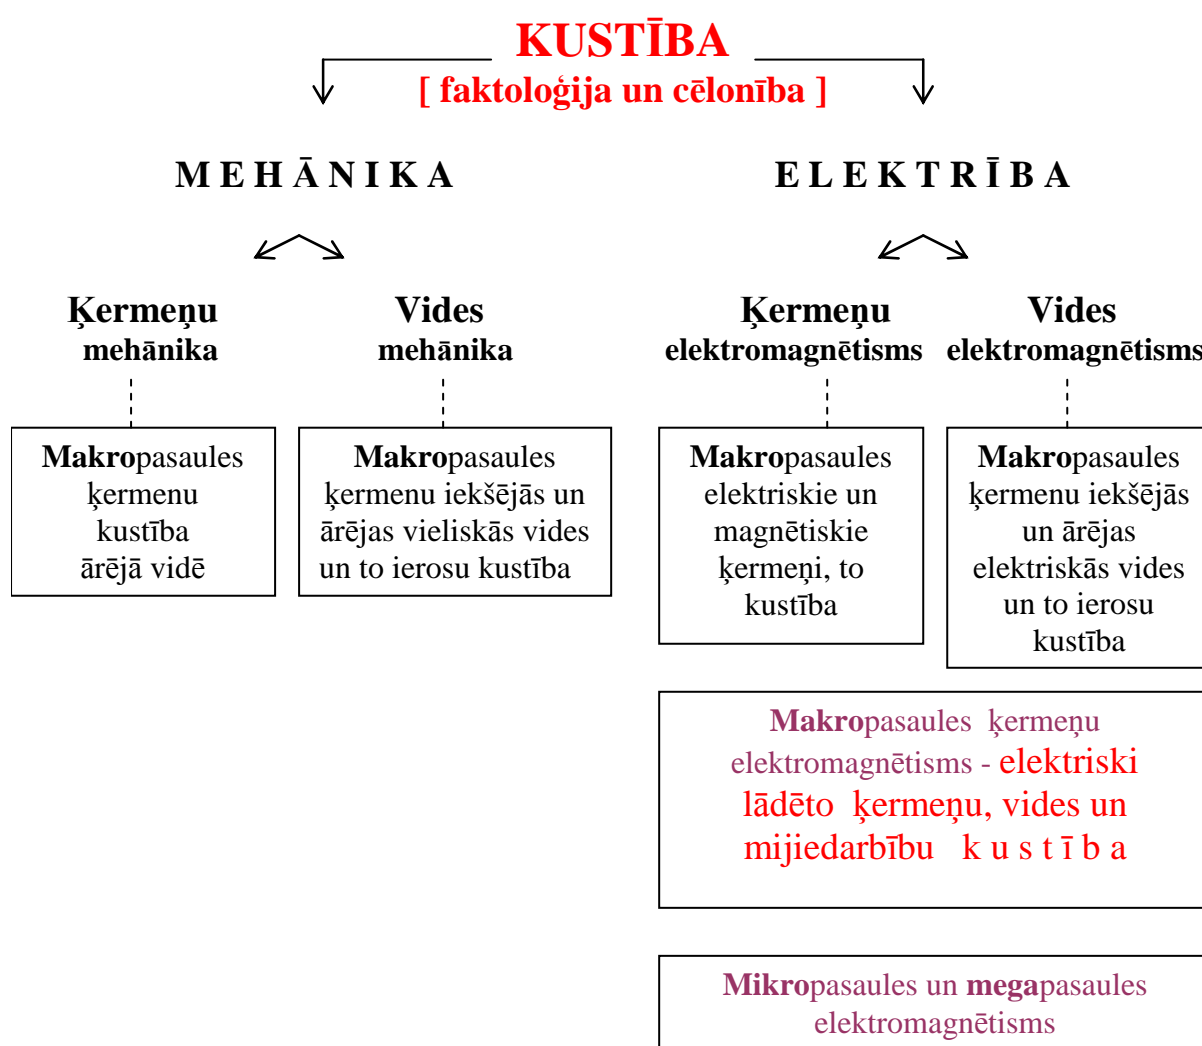 KUSTĪBA
[ faktoloģija un cēlonība ]
M E H Ā N I K A
E L E K T R Ī B A
Ķermeņu
mehānika
Vides
mehānika
Ķermeņu
elektromagnētisms
Vides
elektromagnētisms
Makropasaules
ķermenu
kustība
ārējā vidē
Makropasaules
ķermenu iekšējās un
ārējas vieliskās vides
un to ierosu kustība
Makropasaules
elektriskie un
magnētiskie
ķermeņi, to
kustība
Makropasaules
ķermenu iekšējās
un ārējas
elektriskās vides
un to ierosu
kustība
Makropasaules ķermeņu
elektromagnētisms - elektriski
lādēto ķermeņu, vides un
mijiedarbību k u s t ī b a
Mikropasaules un megapasaules
elektromagnētisms